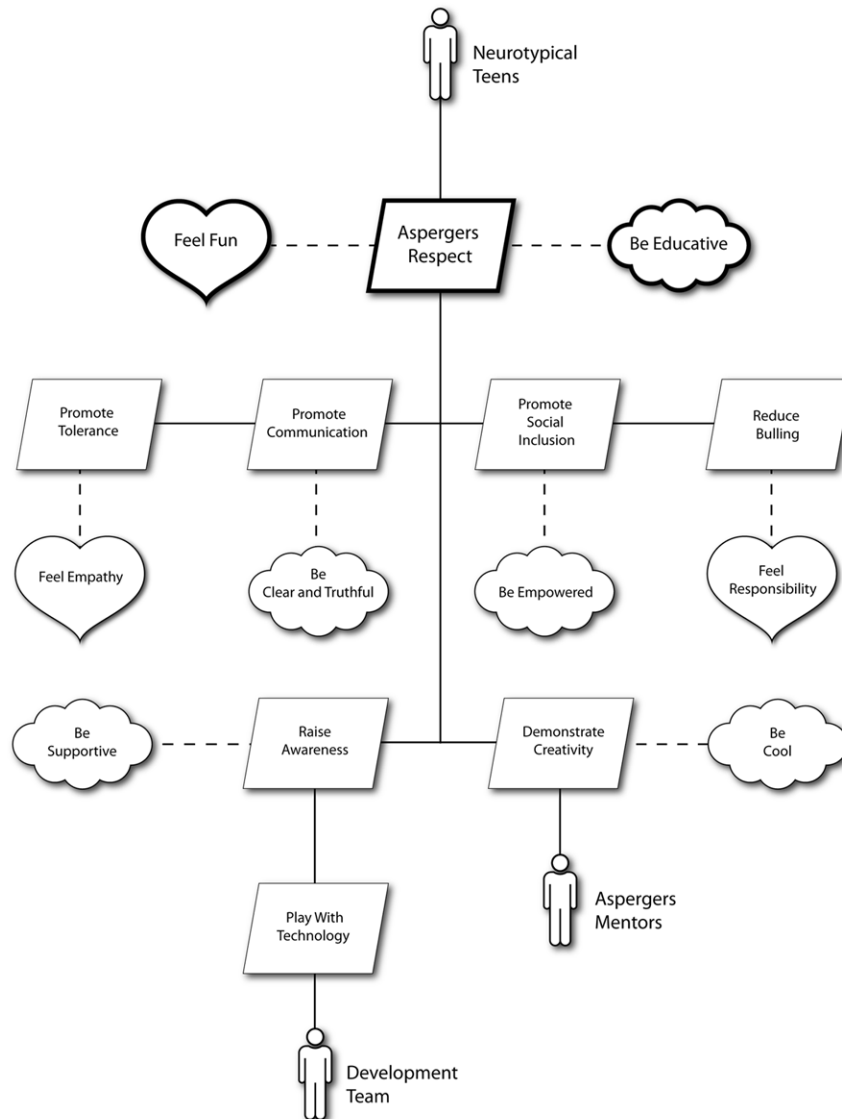 Neurotypical
Teens
Feel Fun
Aspergers
Respect
Be Educative
Promote
Tolerance
Promote
Communication
Promote
Social
Inclusion
Reduce
Bulling
Feel Empathy
Be
Clear and Truthful
Be Empowered
Feel
Responsibility
Be
Supportive
Raise
Awareness
Demonstrate
Creativity
Be
Cool
Play With
Technology
Aspergers
Mentors
Development
Team